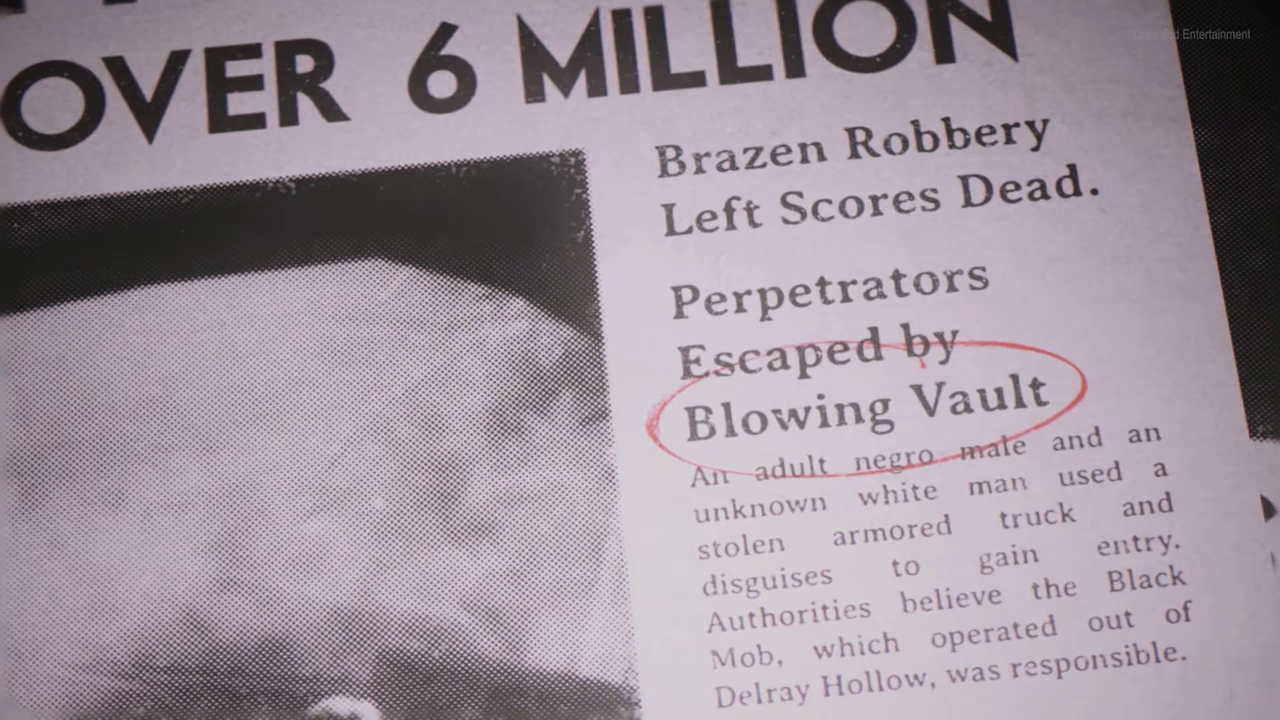 OVER 6 MILLION
Brazen Robbery
Left Scores Dead.
Perpetrators
Escaped by
Blowing Vault
An adult negro male and an
unknown white man used a
stolen armored truck and
disguises to gain entry.
Authorities believe the Black
Mob, which operated out of
Delray Hollow, was responsible.
Entertainment